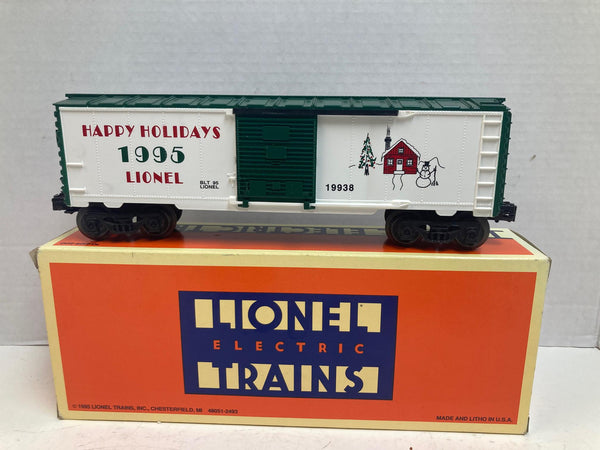 HAPPY HOLIDAYS
1995
LIONEL
BLT 95
LIONEL
19938
LIONEL
ELECTRIC
TRAINS
© 1995 LIONEL TRAINS, INC., CHESTERFIELD, MI 48051-2493
MADE AND LITHO IN U.S.A.